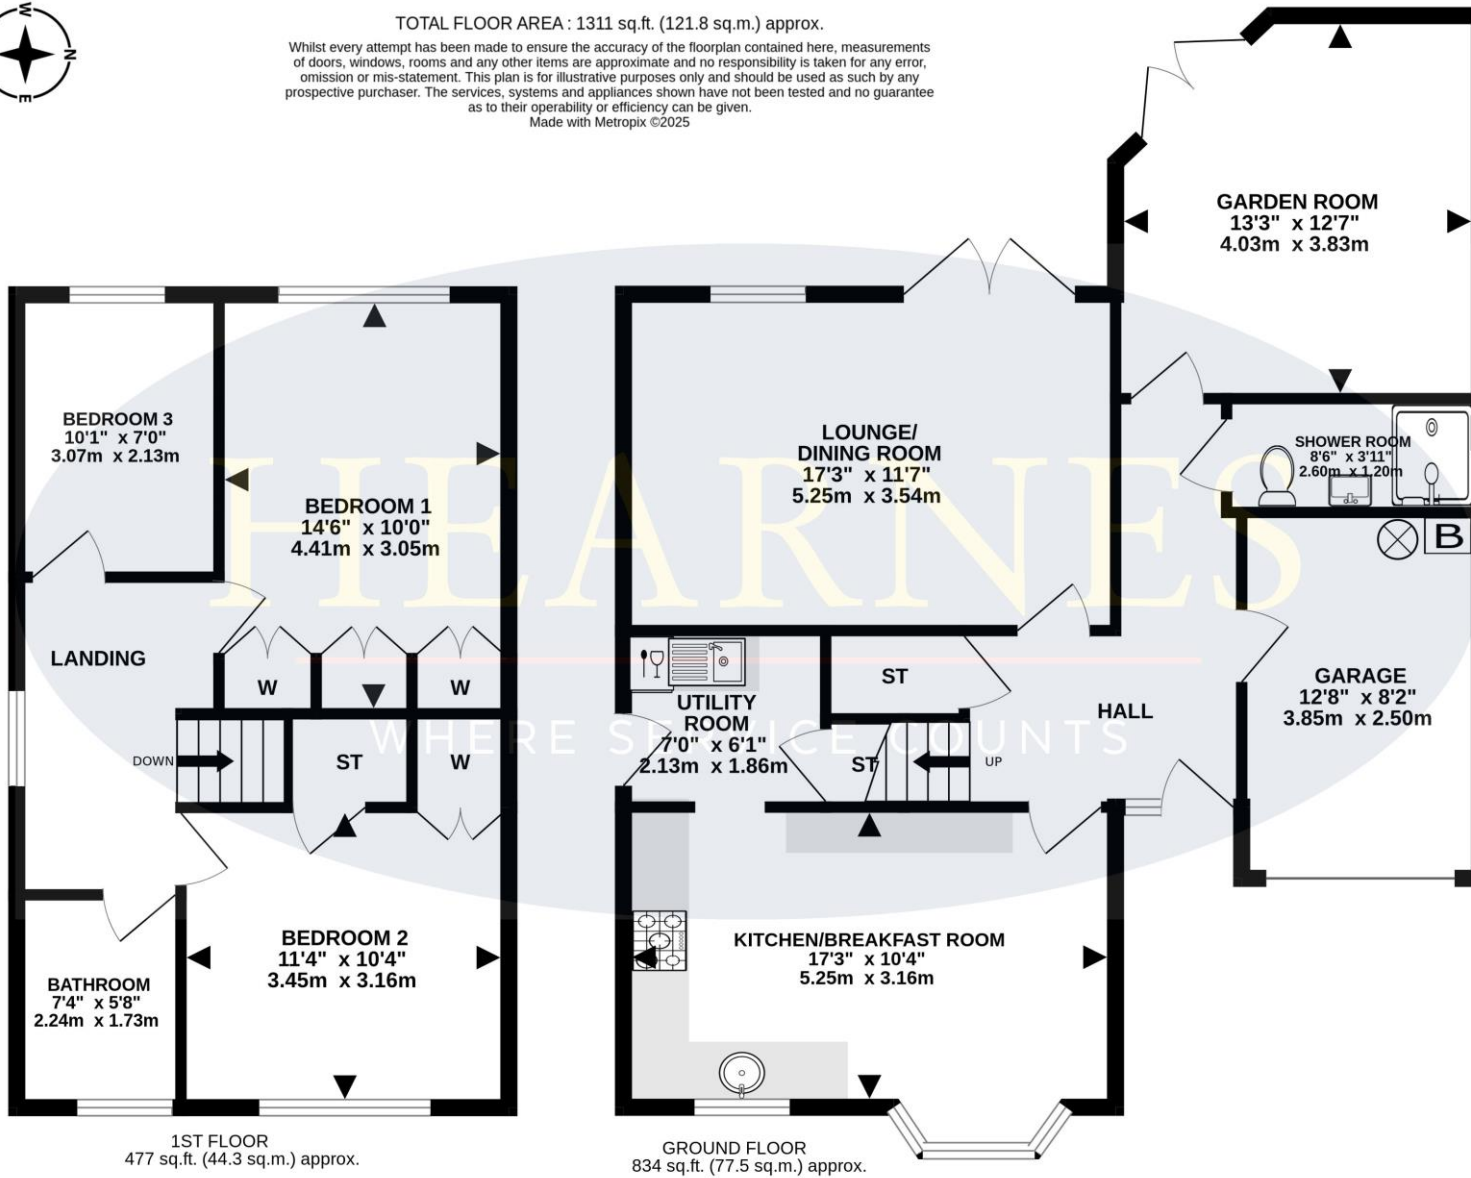 W
N
E
TOTAL FLOOR AREA : 1311 sq.ft. (121.8 sq.m.) approx.
Whilst every attempt has been made to ensure the accuracy of the floorplan contained here, measurements
of doors, windows, rooms and any other items are approximate and no responsibility is taken for any error,
omission or mis-statement. This plan is for illustrative purposes only and should be used as such by any
prospective purchaser. The services, systems and appliances shown have not been tested and no guarantee
as to their operability or efficiency can be given.
Made with Metropix ©2025
BEDROOM 3
10'1" x 7'0"
3.07m x 2.13m
BEDROOM 1
14'6" x 10'0"
4.41m x 3.05m
LANDING
W
W
DOWN
ST
W
BEDROOM 2
11'4" x 10'4"
3.45m x 3.16m
BATHROOM
7'4" x 5'8"
2.24m x 1.73m
1ST FLOOR
477 sq.ft. (44.3 sq.m.) approx.
GARDEN ROOM
13'3" x 12'7"
4.03m x 3.83m
LOUNGE/
DINING ROOM
17'3" x 11'7"
5.25m x 3.54m
SHOWER ROOM
8'6" x 3'11"
2.60m x 1.20m
B
ST
UTILITY
ROOM
7'0" x 6'1"
2.13m x 1.86m
ST
UP
HALL
GARAGE
12'8" x 8'2"
3.85m x 2.50m
KITCHEN/BREAKFAST ROOM
17'3" x 10'4"
5.25m x 3.16m
GROUND FLOOR
834 sq.ft. (77.5 sq.m.) approx.
HEARNES
WHERE SERVICE COUNTS